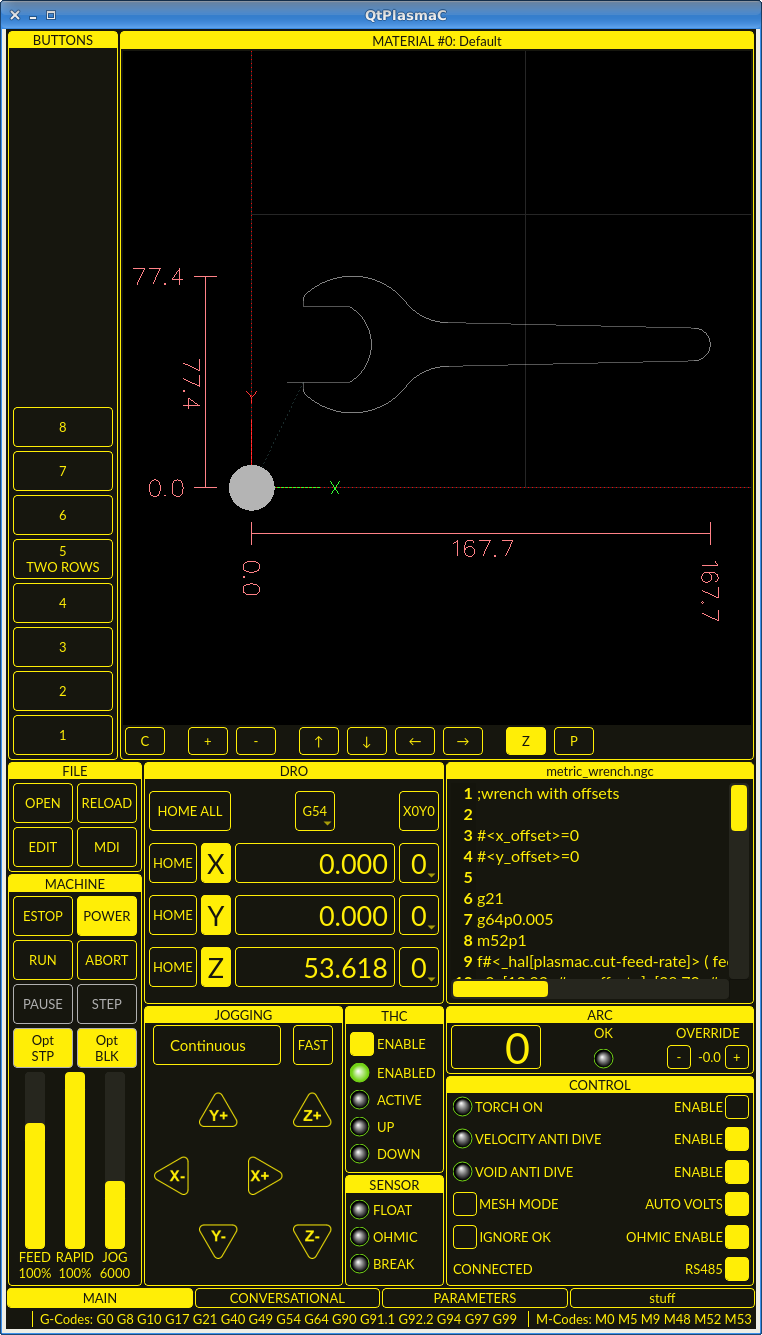 QtPlasmaC
BUTTONS
8
7
6
5
TWO ROWS
4
3
2
1
MATERIAL #0: Default
77.4
77.4
Y
0.0
X
167.7
0.0
167.7
C + - ↑ ↓ ← → Z P
FILE
OPEN RELOAD
EDIT MDI
MACHINE
ESTOP POWER
RUN ABORT
PAUSE STEP
Opt STP
Opt BLK
FEED 100%
RAPID 100%
JOG 6000
DRO
HOME ALL G54 X0Y0
HOME X 0.000 0
HOME Y 0.000 0
HOME Z 53.618 0
metric_wrench.ngc
1 ;wrench with offsets
2
3 #<x_offset>=0
4 #<y_offset>=0
5
6 g21
7 g64p0.005
8 m52p1
9 f#<_hal[plasmac.cut-feed-rate]> ( fe
JOGGING
Continuous FAST
Y+ Z+
X- X+
Y- Z-
THC
ENABLE
ENABLED
ACTIVE
UP
DOWN
SENSOR
FLOAT
OHMIC
BREAK
ARC
0 OK OVERRIDE
- -0.0 +
CONTROL
TORCH ON ENABLE
VELOCITY ANTI DIVE ENABLE
VOID ANTI DIVE ENABLE
MESH MODE AUTO VOLTS
IGNORE OK OHMIC ENABLE
CONNECTED RS485
MAIN CONVERSATIONAL PARAMETERS stuff
G-Codes: G0 G8 G10 G17 G21 G40 G49 G54 G64 G90 G91.1 G92.2 G94 G97 G99 M-Codes: M0 M5 M9 M48 M52 M53